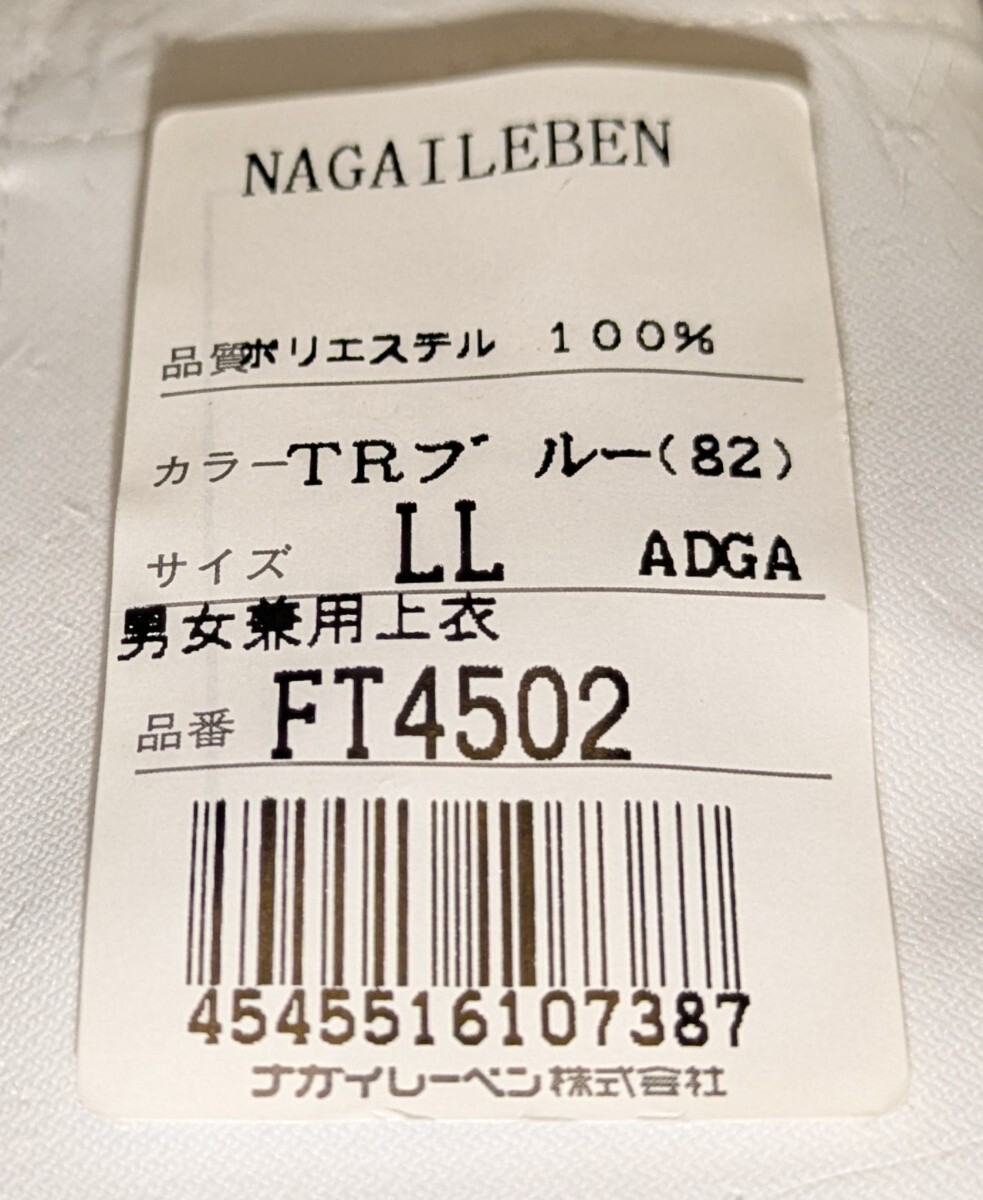 NAGAILEBEN
品質ポリエステル 100%
カラーTRブルー(82)
サイズ LL ADGA
男女兼用上衣
品番 FT4502
4545516107387
ナガイレーベン株式会社